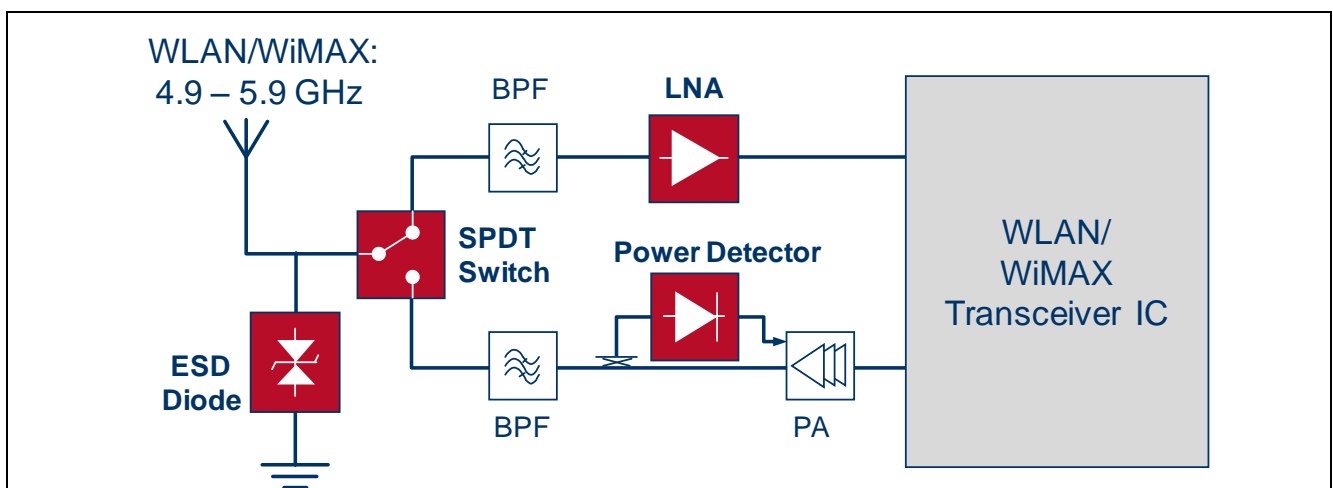 WLAN/WiMAX:
4.9 – 5.9 GHz
BPF
LNA
SPDT
Switch
Power Detector
WLAN/
WiMAX
Transceiver IC
ESD
Diode
BPF
PA